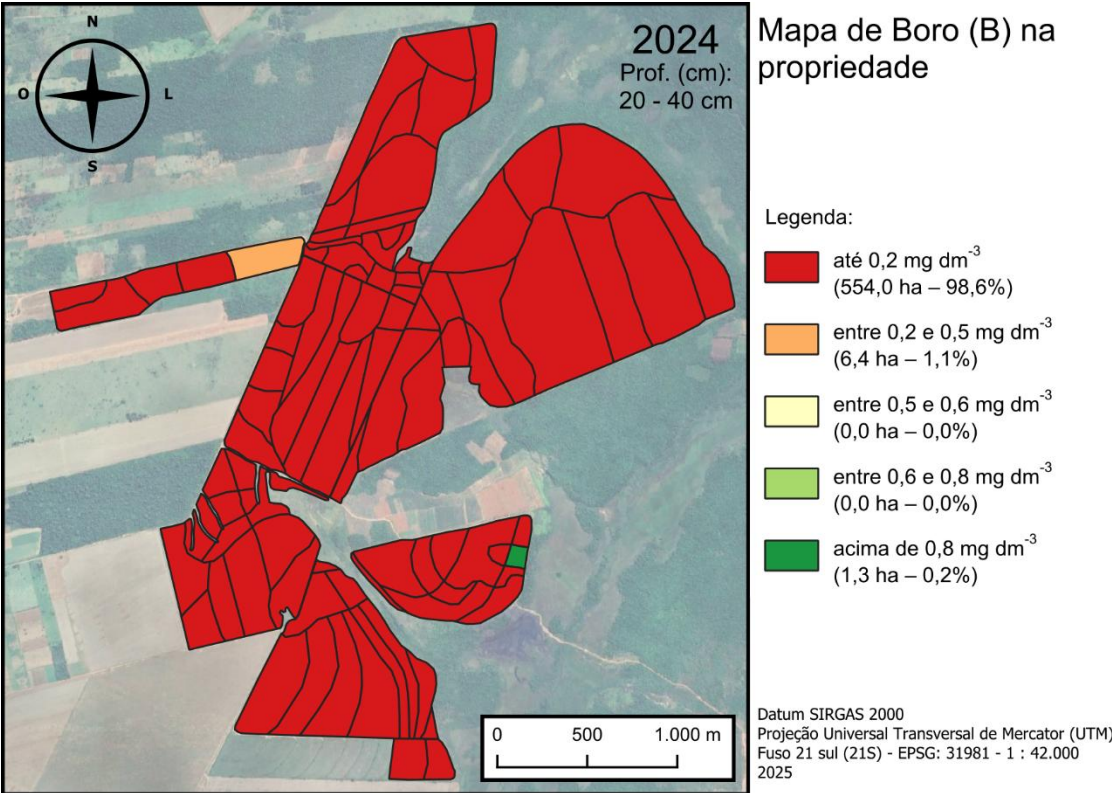 N
O
L
S
2024
Prof. (cm):
20 - 40 cm
0 500 1.000 m
Mapa de Boro (B) na
propriedade
Legenda:
até 0,2 mg dm⁻³
(554,0 ha – 98,6%)
entre 0,2 e 0,5 mg dm⁻³
(6,4 ha – 1,1%)
entre 0,5 e 0,6 mg dm⁻³
(0,0 ha – 0,0%)
entre 0,6 e 0,8 mg dm⁻³
(0,0 ha – 0,0%)
acima de 0,8 mg dm⁻³
(1,3 ha – 0,2%)
Datum SIRGAS 2000
Projeção Universal Transversal de Mercator (UTM)
Fuso 21 sul (21S) - EPSG: 31981 - 1 : 42.000
2025